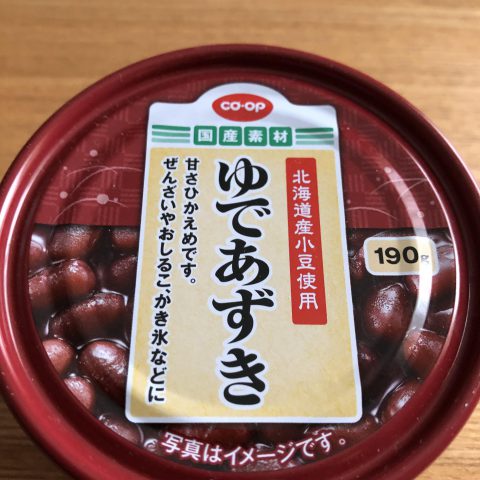 CO・OP
国産素材
北海道産小豆使用
ゆであずき
甘さひかえめです。
ぜんざいやおしるこ、かき氷などに
190g
写真はイメージです。